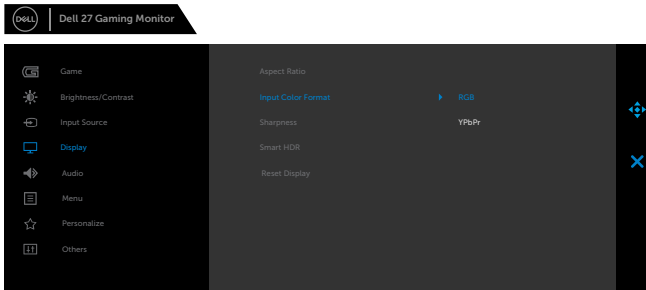 DELL
Dell 27 Gaming Monitor
Game
Aspect Ratio
Brightness/Contrast
Input Color Format
RGB
Input Source
Sharpness
YPbPr
Display
Smart HDR
Audio
Reset Display
Menu
Personalize
Others